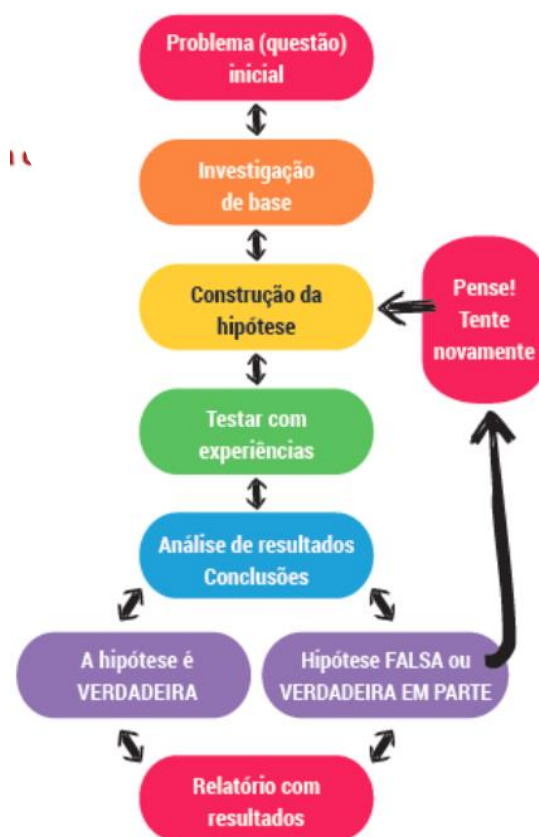 Problema (questão)
inicial
Investigação
de base
Construção da
hipótese
Pense!
Tente
novamente
Testar com
experiências
Análise de resultados
Conclusões
A hipótese é
VERDADEIRA
Hipótese FALSA ou
VERDADEIRA EM PARTE
Relatório com
resultados